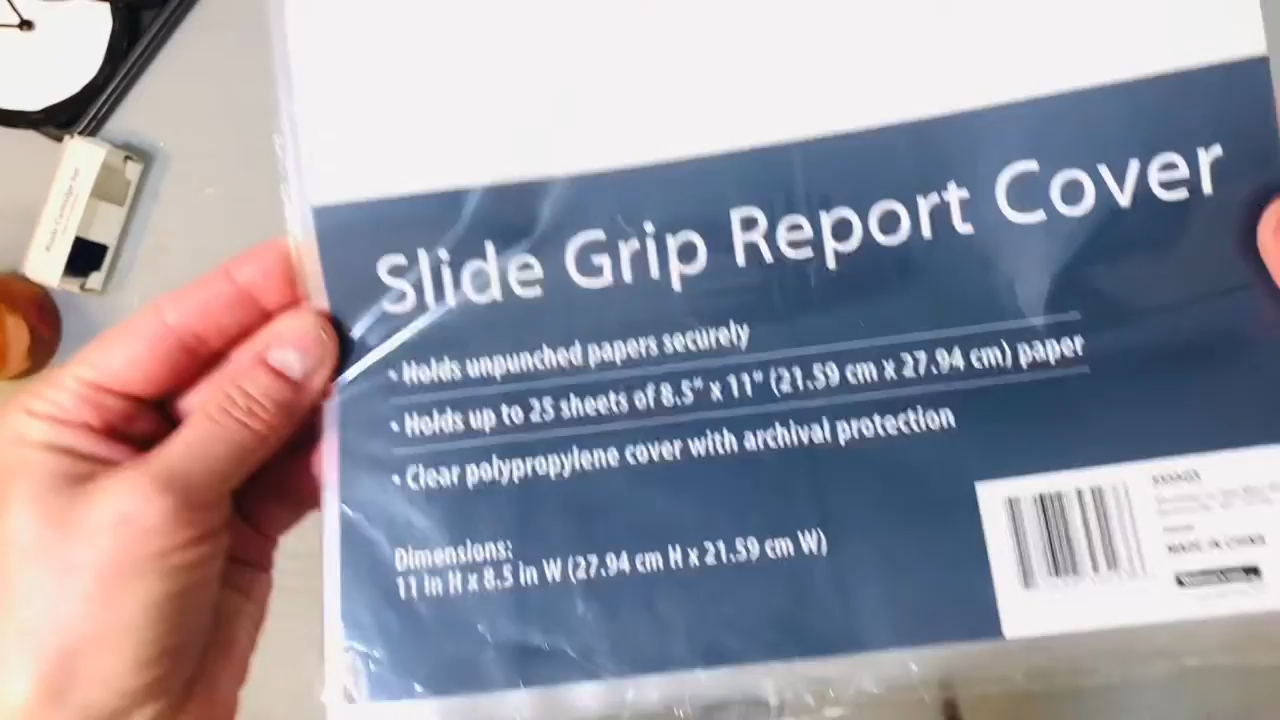 Slide Grip Report Cover
• Holds unpunched papers securely
• Holds up to 25 sheets of 8.5" x 11" (21.59 cm x 27.94 cm) paper
• Clear polypropylene cover with archival protection
Dimensions:
11 in H x 8.5 in W (27.94 cm H x 21.59 cm W)
MADE IN CHINA